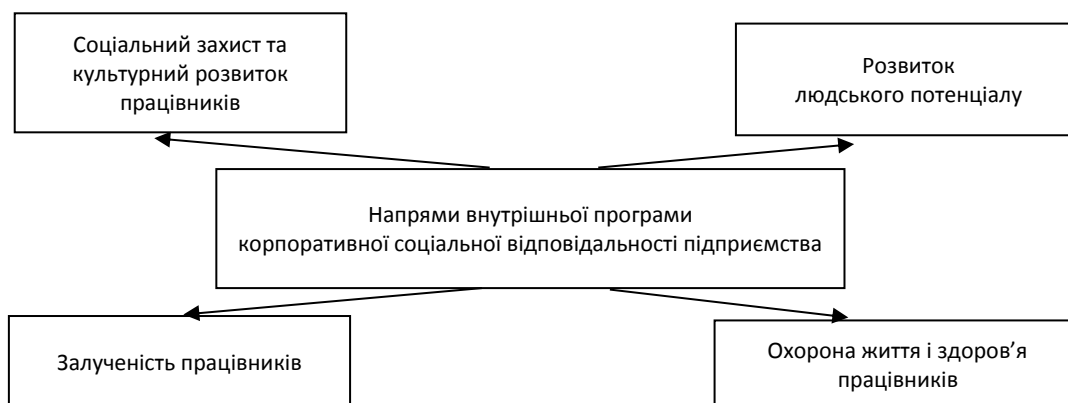 Соціальний захист та
культурний розвиток
працівників
Розвиток
людського потенціалу
Напрями внутрішньої програми
корпоративної соціальної відповідальності підприємства
Залученість працівників
Охорона життя і здоров’я
працівників